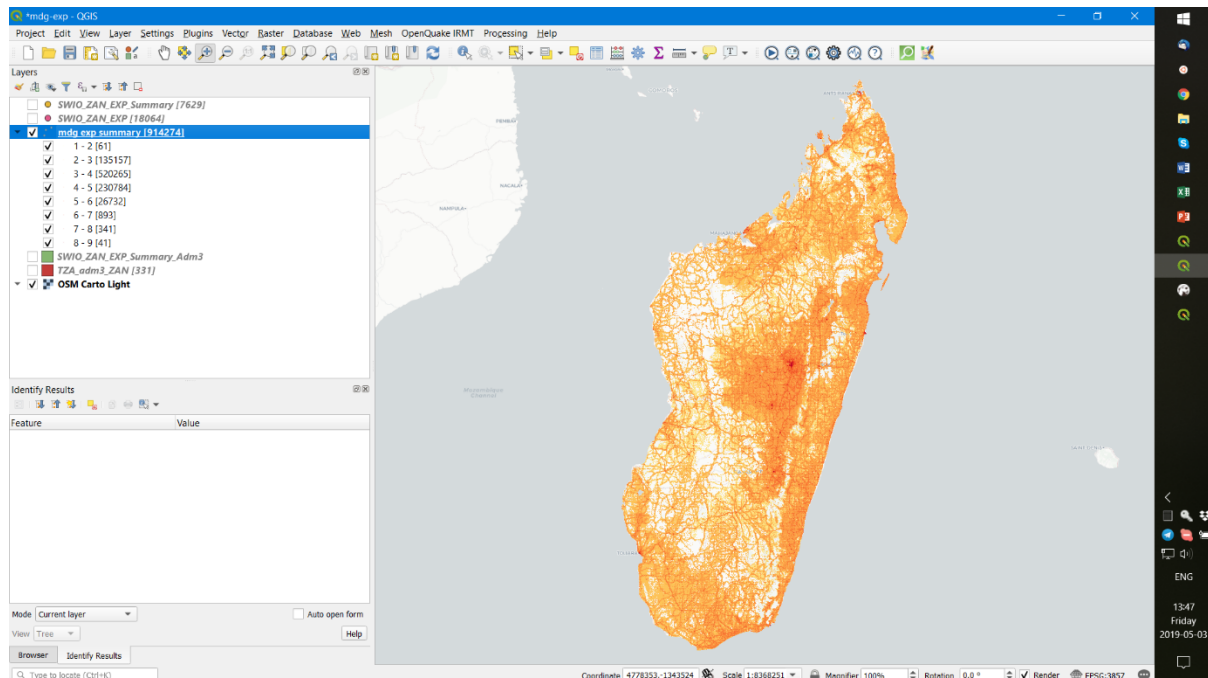 *mdg-exp - QGIS
Project Edit View Layer Settings Plugins Vector Raster Database Web Mesh OpenQuake IRMT Processing Help
Layers
SWIO_ZAN_EXP_Summary [7629]
SWIO_ZAN_EXP [18064]
mdg exp summary [914274]
1 - 2 [61]
2 - 3 [135157]
3 - 4 [520265]
4 - 5 [230784]
5 - 6 [26732]
6 - 7 [893]
7 - 8 [341]
8 - 9 [41]
SWIO_ZAN_EXP_Summary_Adm3
TZA_adm3_ZAN [331]
OSM Carto Light
Identify Results
Feature Value
Mode Current layer Auto open form
View Tree Help
Browser Identify Results
Type to locate (Ctrl+K)
Coordinate 4778353,-1343524 Scale 1:8368251 Magnifier 100% Rotation 0.0 ° Render EPSG:3857
PEMBA
NACALA
NAMPULA
Mozambique
Channel
ENG
13:47
Friday
2019-05-03